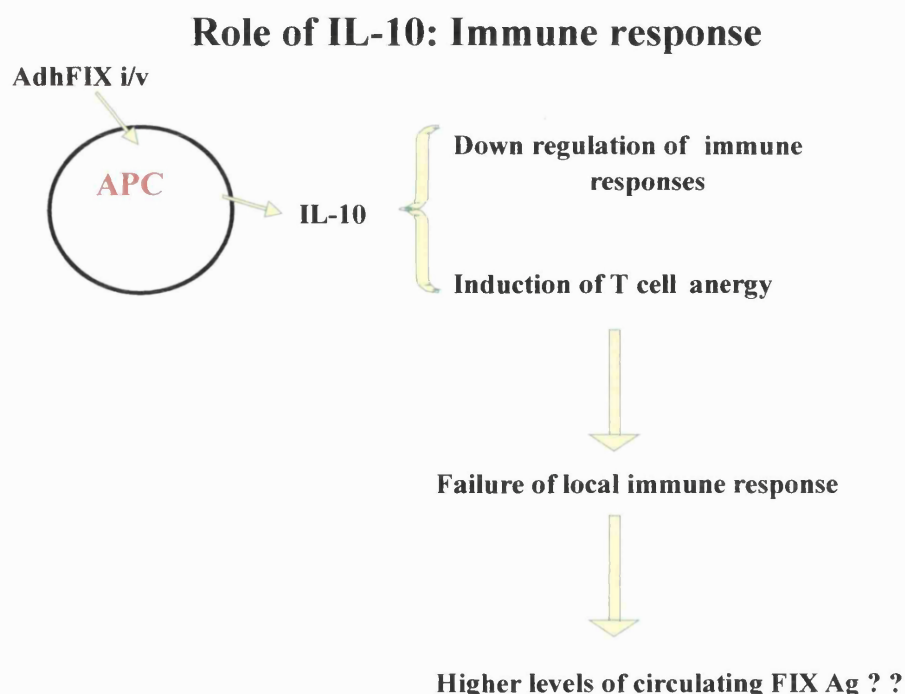 Role of IL-10: Immune response
AdhFIX i/v
APC
IL-10
Down regulation of immune
responses
Induction of T cell anergy
Failure of local immune response
Higher levels of circulating FIX Ag ? ?